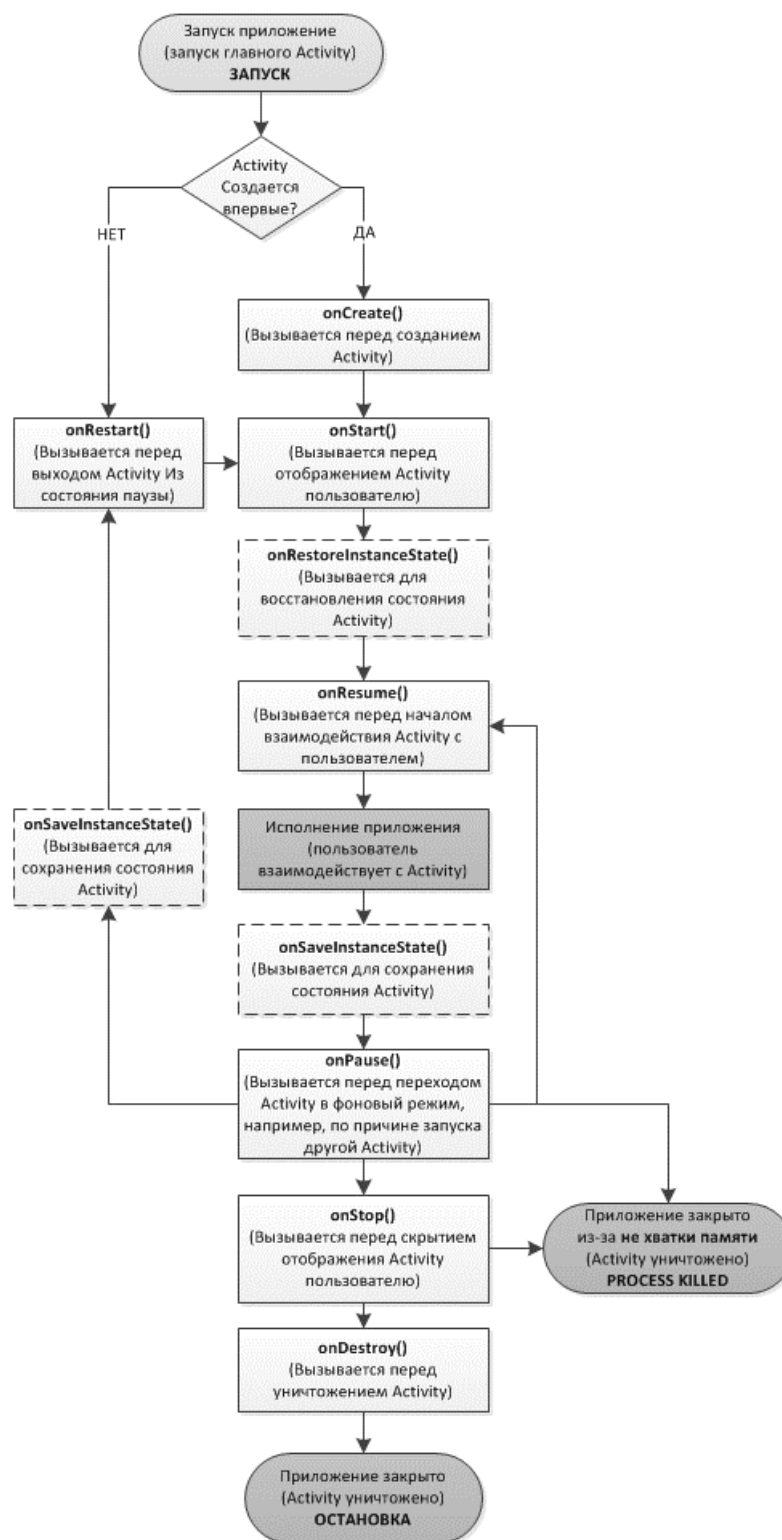 Запуск приложение
(запуск главного Activity)
ЗАПУСК
Activity
Создается
впервые?
НЕТ
ДА
onCreate()
(Вызывается перед созданием
Activity)
onRestart()
(Вызывается перед
выходом Activity Из
состояния паузы)
onStart()
(Вызывается перед
отображением Activity
пользователю)
onRestoreInstanceState()
(Вызывается для
восстановления состояния
Activity)
onResume()
(Вызывается перед началом
взаимодействия Activity с
пользователем)
onSaveInstanceState()
(Вызывается для
сохранения состояния
Activity)
Исполнение приложения
(пользователь
взаимодействует с Activity)
onSaveInstanceState()
(Вызывается для сохранения
состояния Activity)
onPause()
(Вызывается перед переходом
Activity в фоновый режим,
например, по причине запуска
другой Activity)
onStop()
(Вызывается перед скрытием
отображения Activity
пользователю)
Приложение закрыто
из-за не хватки памяти
(Activity уничтожено)
PROCESS KILLED
onDestroy()
(Вызывается перед
уничтожением Activity)
Приложение закрыто
(Activity уничтожено)
ОСТАНОВКА